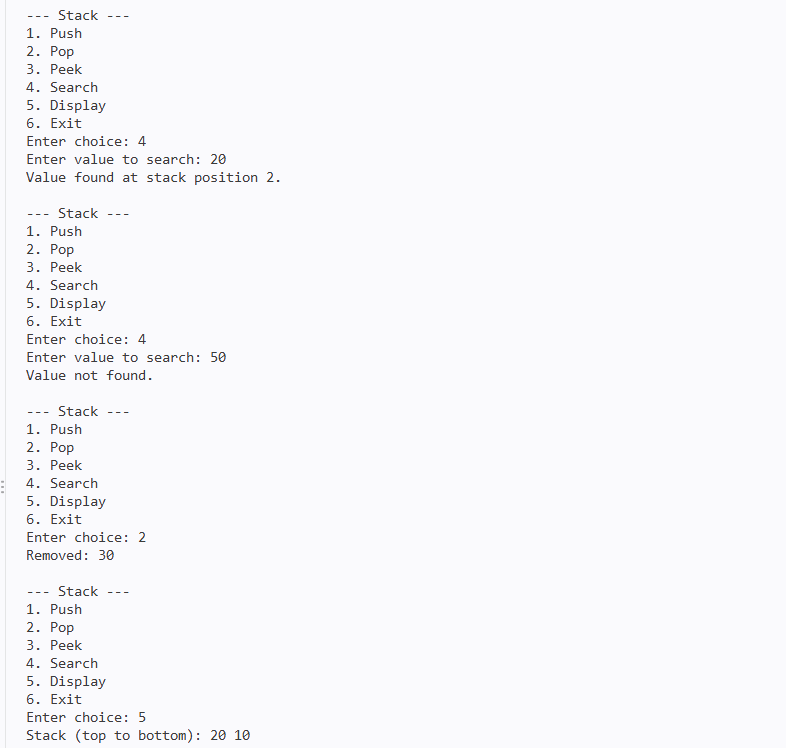 --- Stack ---
1. Push
2. Pop
3. Peek
4. Search
5. Display
6. Exit
Enter choice: 4
Enter value to search: 20
Value found at stack position 2.

--- Stack ---
1. Push
2. Pop
3. Peek
4. Search
5. Display
6. Exit
Enter choice: 4
Enter value to search: 50
Value not found.

--- Stack ---
1. Push
2. Pop
3. Peek
4. Search
5. Display
6. Exit
Enter choice: 2
Removed: 30

--- Stack ---
1. Push
2. Pop
3. Peek
4. Search
5. Display
6. Exit
Enter choice: 5
Stack (top to bottom): 20 10